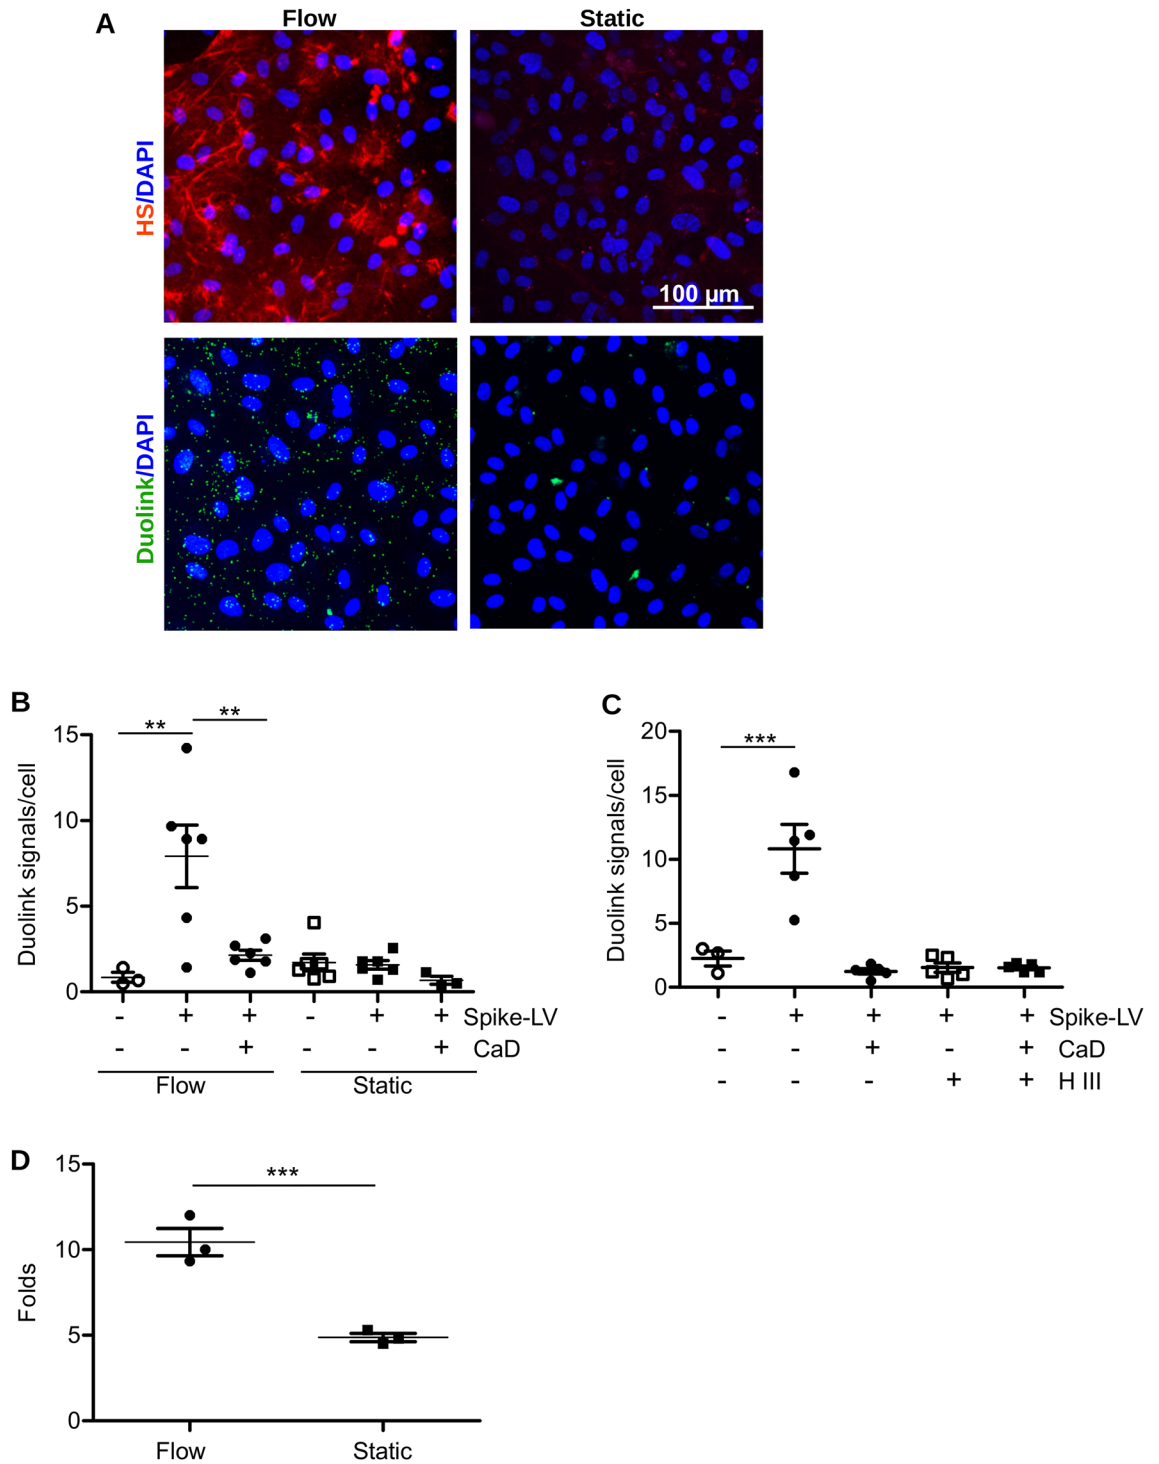 A
Flow Static
HS/DAPI
100 µm
Duolink/DAPI
B
** **
Duolink signals/cell
15
10
5
0
- + + - + + Spike-LV
- - + - - + CaD
Flow Static
C
***
Duolink signals/cell
20
15
10
5
0
- + + + + Spike-LV
- - + - + CaD
- - - + + H III
D
***
Folds
15
10
5
0
Flow Static